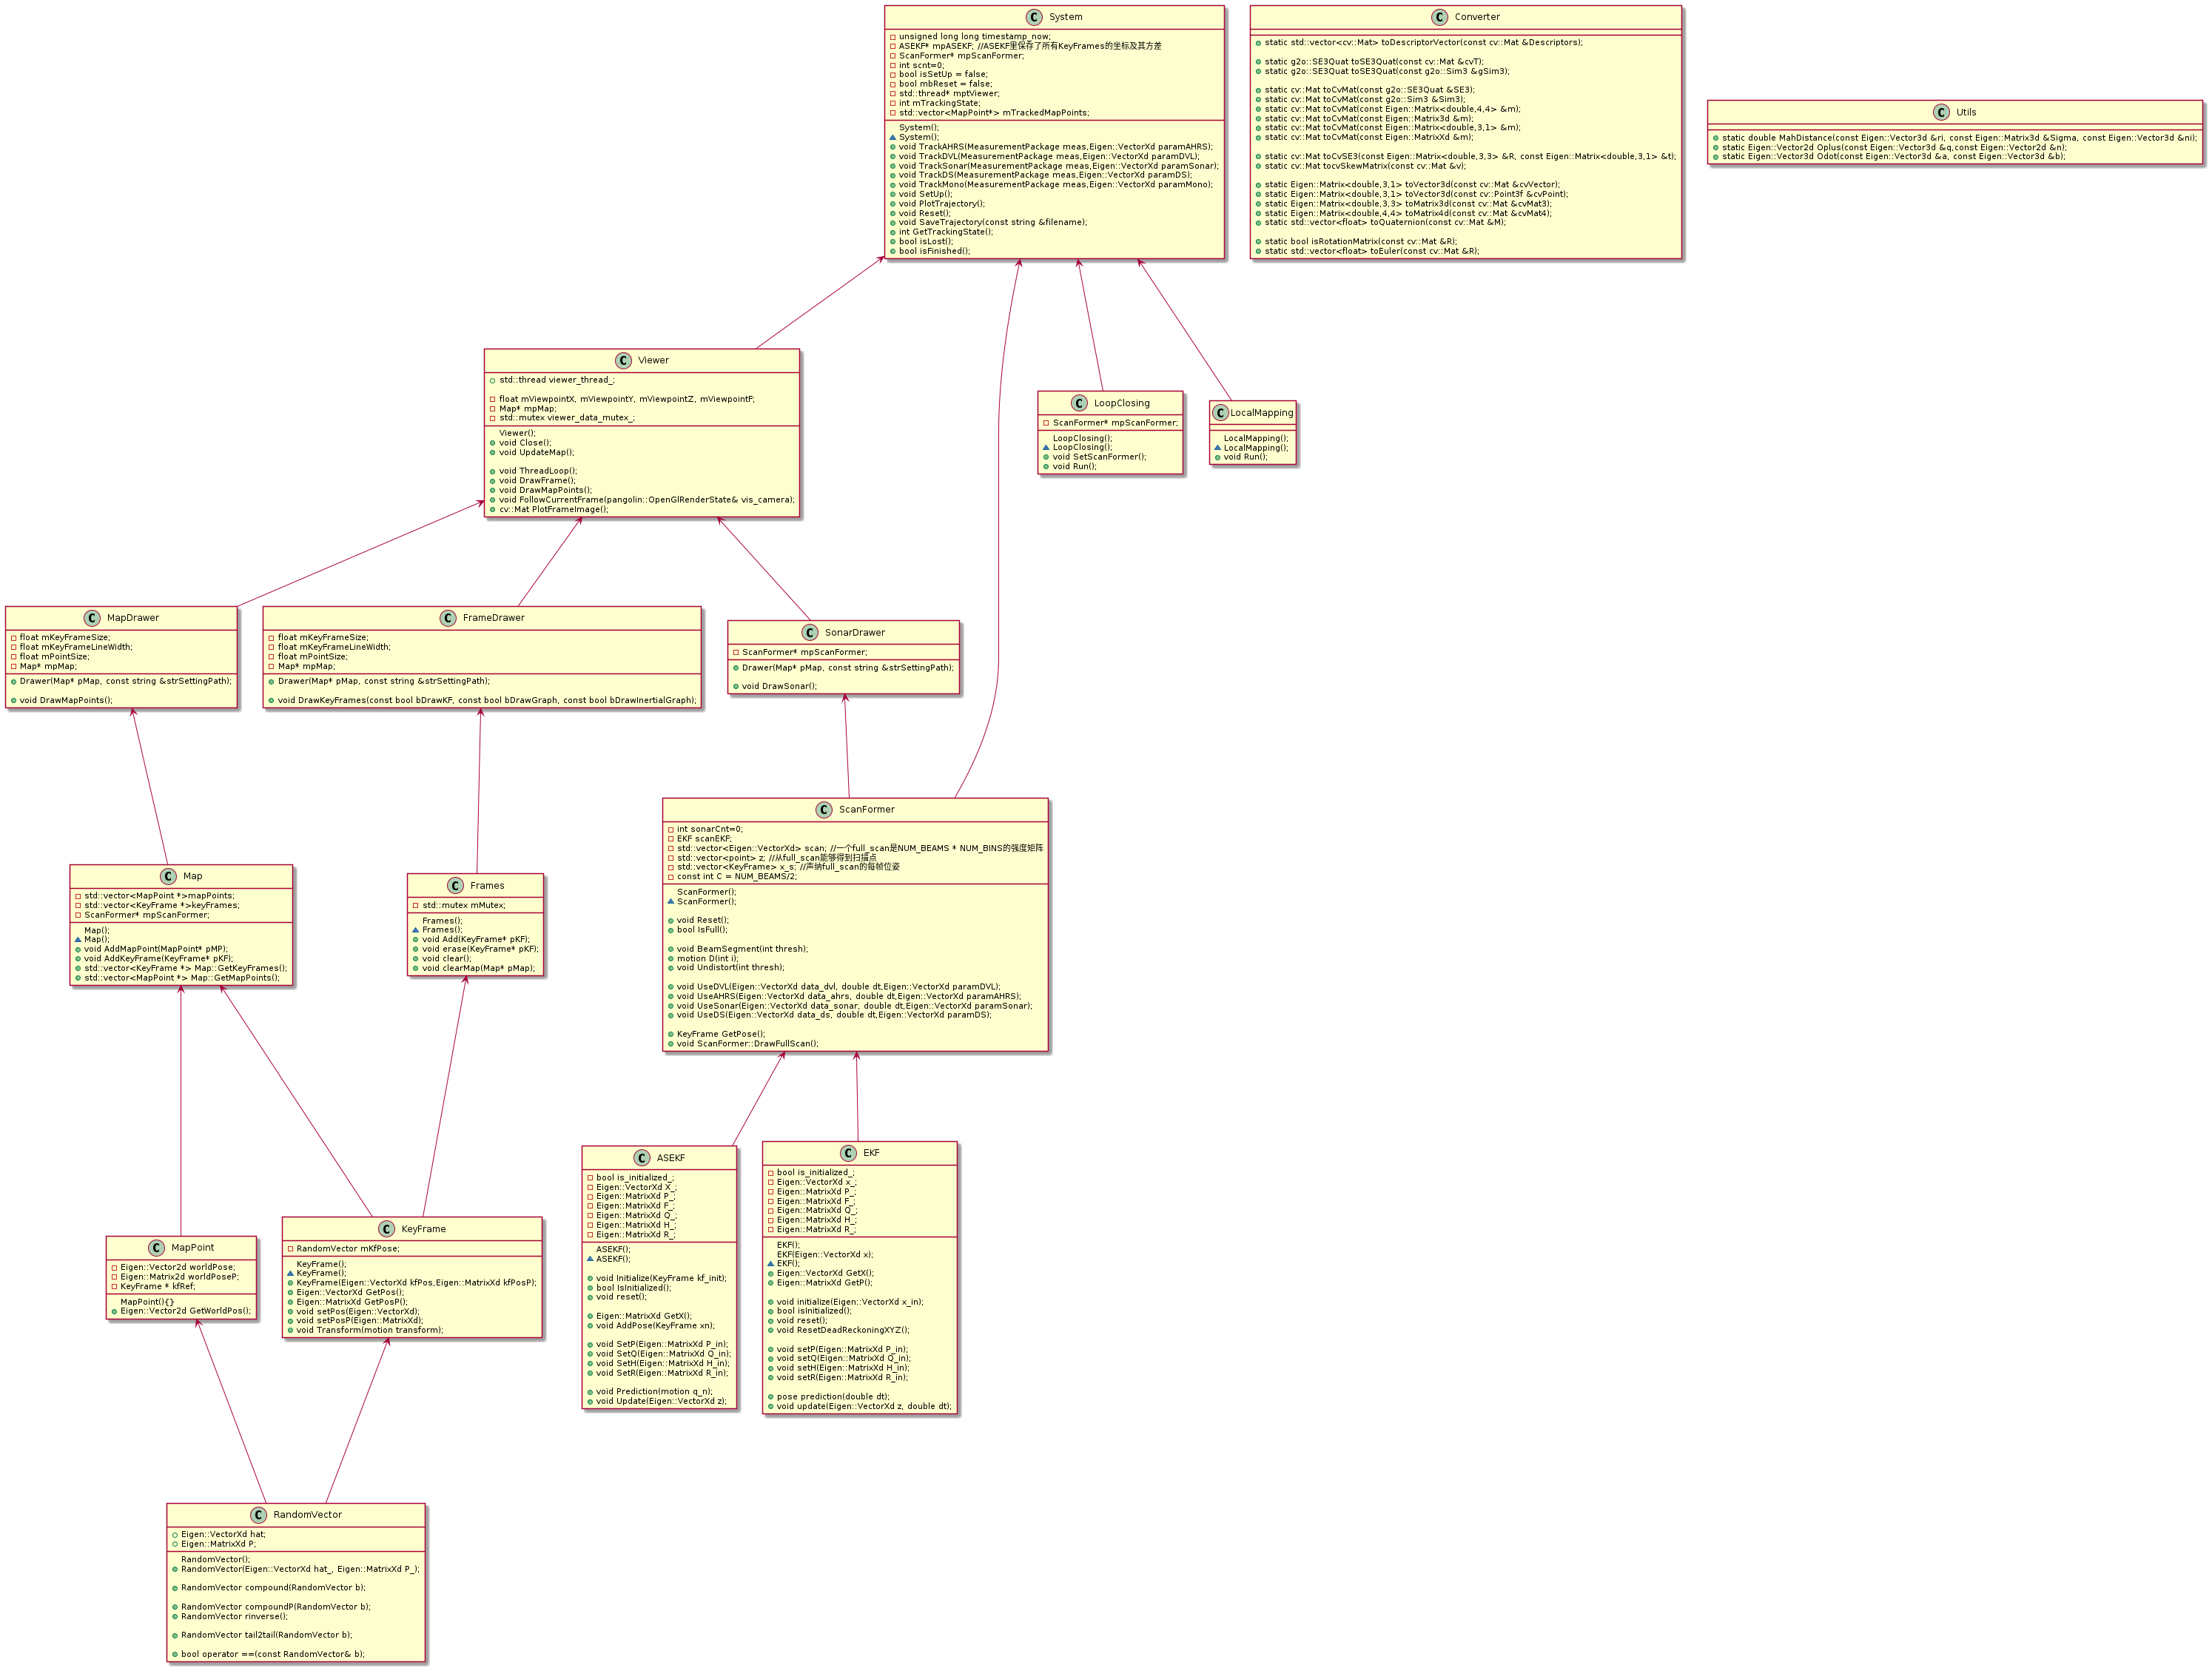 System
unsigned long long timestamp_now;
ASEKF* mpASEKF; //ASEKF里保存了所有KeyFrames的坐标及其方差
ScanFormer* mpScanFormer;
int scnt=0;
bool isSetUp = false;
bool mbReset = false;
std::thread* mptViewer;
int mTrackingState;
std::vector<MapPoint*> mTrackedMapPoints;
System();
System();
void TrackAHRS(MeasurementPackage meas,Eigen::VectorXd paramAHRS);
void TrackDVL(MeasurementPackage meas,Eigen::VectorXd paramDVL);
void TrackSonar(MeasurementPackage meas,Eigen::VectorXd paramSonar);
void TrackDS(MeasurementPackage meas,Eigen::VectorXd paramDS);
void TrackMono(MeasurementPackage meas,Eigen::VectorXd paramMono);
void SetUp();
void PlotTrajectory();
void Reset();
void SaveTrajectory(const string &filename);
int GetTrackingState();
bool isLost();
bool isFinished();
Converter
static std::vector<cv::Mat> toDescriptorVector(const cv::Mat &Descriptors);
static g2o::SE3Quat toSE3Quat(const cv::Mat &cvT);
static g2o::SE3Quat toSE3Quat(const g2o::Sim3 &gSim3);
static cv::Mat toCvMat(const g2o::SE3Quat &SE3);
static cv::Mat toCvMat(const g2o::Sim3 &Sim3);
static cv::Mat toCvMat(const Eigen::Matrix<double,4,4> &m);
static cv::Mat toCvMat(const Eigen::Matrix3d &m);
static cv::Mat toCvMat(const Eigen::Matrix<double,3,1> &m);
static cv::Mat toCvMat(const Eigen::MatrixXd &m);
static cv::Mat toCvSE3(const Eigen::Matrix<double,3,3> &R, const Eigen::Matrix<double,3,1> &t);
static cv::Mat tocvSkewMatrix(const cv::Mat &v);
static Eigen::Matrix<double,3,1> toVector3d(const cv::Mat &cvVector);
static Eigen::Matrix<double,3,1> toVector3d(const cv::Point3f &cvPoint);
static Eigen::Matrix<double,3,3> toMatrix3d(const cv::Mat &cvMat3);
static Eigen::Matrix<double,4,4> toMatrix4d(const cv::Mat &cvMat4);
static std::vector<float> toQuaternion(const cv::Mat &M);
static bool isRotationMatrix(const cv::Mat &R);
static std::vector<float> toEuler(const cv::Mat &R);
Utils
static double MahDistance(const Eigen::Vector3d &ri, const Eigen::Matrix3d &Sigma, const Eigen::Vector3d &ni);
static Eigen::Vector2d Oplus(const Eigen::Vector3d &q,const Eigen::Vector2d &n);
static Eigen::Vector3d Odot(const Eigen::Vector3d &a, const Eigen::Vector3d &b);
Viewer
std::thread viewer_thread_;
float mViewpointX, mViewpointY, mViewpointZ, mViewpointF;
Map* mpMap;
std::mutex viewer_data_mutex_;
Viewer();
void Close();
void UpdateMap();
void ThreadLoop();
void DrawFrame();
void DrawMapPoints();
void FollowCurrentFrame(pangolin::OpenGlRenderState& vis_camera);
cv::Mat PlotFrameImage();
LoopClosing
ScanFormer* mpScanFormer;
LoopClosing();
LoopClosing();
void SetScanFormer();
void Run();
LocalMapping
LocalMapping();
LocalMapping();
void Run();
MapDrawer
float mKeyFrameSize;
float mKeyFrameLineWidth;
float mPointSize;
Map* mpMap;
Drawer(Map* pMap, const string &strSettingPath);
void DrawMapPoints();
FrameDrawer
float mKeyFrameSize;
float mKeyFrameLineWidth;
float mPointSize;
Map* mpMap;
Drawer(Map* pMap, const string &strSettingPath);
void DrawKeyFrames(const bool bDrawKF, const bool bDrawGraph, const bool bDrawInertialGraph);
SonarDrawer
ScanFormer* mpScanFormer;
Drawer(Map* pMap, const string &strSettingPath);
void DrawSonar();
Map
std::vector<MapPoint *>mapPoints;
std::vector<KeyFrame *>keyFrames;
ScanFormer* mpScanFormer;
Map();
Map();
void AddMapPoint(MapPoint* pMP);
void AddKeyFrame(KeyFrame* pKF);
std::vector<KeyFrame *> Map::GetKeyFrames();
std::vector<MapPoint *> Map::GetMapPoints();
Frames
std::mutex mMutex;
Frames();
Frames();
void Add(KeyFrame* pKF);
void erase(KeyFrame* pKF);
void clear();
void clearMap(Map* pMap);
ScanFormer
int sonarCnt=0;
EKF scanEKF;
std::vector<Eigen::VectorXd> scan; //一个full_scan是NUM_BEAMS * NUM_BINS的强度矩阵
std::vector<point> z; //从full_scan能够得到扫描点
std::vector<KeyFrame> x_s; //声纳full_scan的每帧位姿
const int C = NUM_BEAMS/2;
ScanFormer();
ScanFormer();
void Reset();
bool IsFull();
void BeamSegment(int thresh);
motion D(int i);
void Undistort(int thresh);
void UseDVL(Eigen::VectorXd data_dvl, double dt,Eigen::VectorXd paramDVL);
void UseAHRS(Eigen::VectorXd data_ahrs, double dt,Eigen::VectorXd paramAHRS);
void UseSonar(Eigen::VectorXd data_sonar, double dt,Eigen::VectorXd paramSonar);
void UseDS(Eigen::VectorXd data_ds, double dt,Eigen::VectorXd paramDS);
KeyFrame GetPose();
void ScanFormer::DrawFullScan();
MapPoint
Eigen::Vector2d worldPose;
Eigen::Matrix2d worldPoseP;
KeyFrame * kfRef;
MapPoint(){}
Eigen::Vector2d GetWorldPos();
KeyFrame
RandomVector mKfPose;
KeyFrame();
KeyFrame();
KeyFrame(Eigen::VectorXd kfPos,Eigen::MatrixXd kfPosP);
Eigen::VectorXd GetPos();
Eigen::MatrixXd GetPosP();
void setPos(Eigen::VectorXd);
void setPosP(Eigen::MatrixXd);
void Transform(motion transform);
ASEKF
bool is_initialized_;
Eigen::VectorXd X_;
Eigen::MatrixXd P_;
Eigen::MatrixXd F_;
Eigen::MatrixXd Q_;
Eigen::MatrixXd H_;
Eigen::MatrixXd R_;
ASEKF();
ASEKF();
void Initialize(KeyFrame kf_init);
bool IsInitialized();
void reset();
Eigen::MatrixXd GetX();
void AddPose(KeyFrame xn);
void SetP(Eigen::MatrixXd P_in);
void SetQ(Eigen::MatrixXd Q_in);
void SetH(Eigen::MatrixXd H_in);
void SetR(Eigen::MatrixXd R_in);
void Prediction(motion q_n);
void Update(Eigen::VectorXd z);
EKF
bool is_initialized_;
Eigen::VectorXd x_;
Eigen::MatrixXd P_;
Eigen::MatrixXd F_;
Eigen::MatrixXd Q_;
Eigen::MatrixXd H_;
Eigen::MatrixXd R_;
EKF();
EKF(Eigen::VectorXd x);
EKF();
Eigen::VectorXd GetX();
Eigen::MatrixXd GetP();
void initialize(Eigen::VectorXd x_in);
bool isInitialized();
void reset();
void ResetDeadReckoningXYZ();
void setP(Eigen::MatrixXd P_in);
void setQ(Eigen::MatrixXd Q_in);
void setH(Eigen::MatrixXd H_in);
void setR(Eigen::MatrixXd R_in);
pose prediction(double dt);
void update(Eigen::VectorXd z, double dt);
RandomVector
Eigen::VectorXd hat;
Eigen::MatrixXd P;
RandomVector();
RandomVector(Eigen::VectorXd hat_, Eigen::MatrixXd P_);
RandomVector compound(RandomVector b);
RandomVector compoundP(RandomVector b);
RandomVector rinverse();
RandomVector tail2tail(RandomVector b);
bool operator ==(const RandomVector& b);